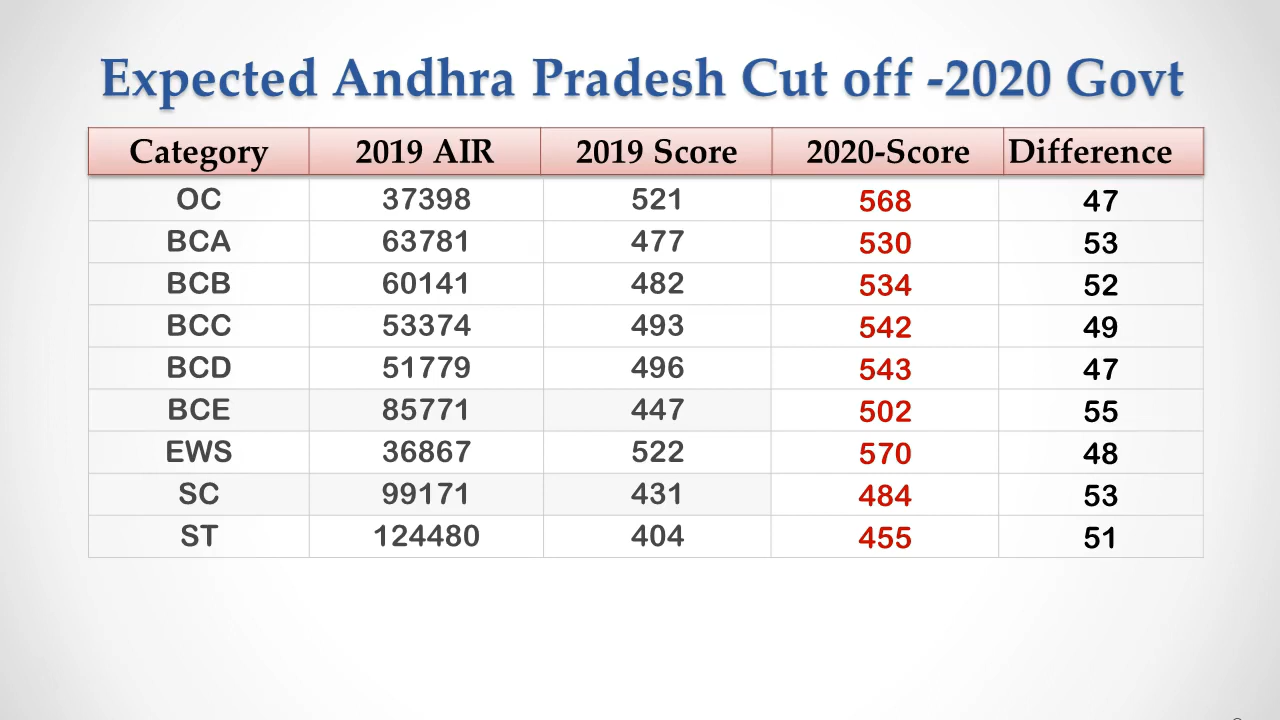 Expected Andhra Pradesh Cut off -2020 Govt
Category 2019 AIR 2019 Score 2020-Score Difference
OC 37398 521 568 47
BCA 63781 477 530 53
BCB 60141 482 534 52
BCC 53374 493 542 49
BCD 51779 496 543 47
BCE 85771 447 502 55
EWS 36867 522 570 48
SC 99171 431 484 53
ST 124480 404 455 51